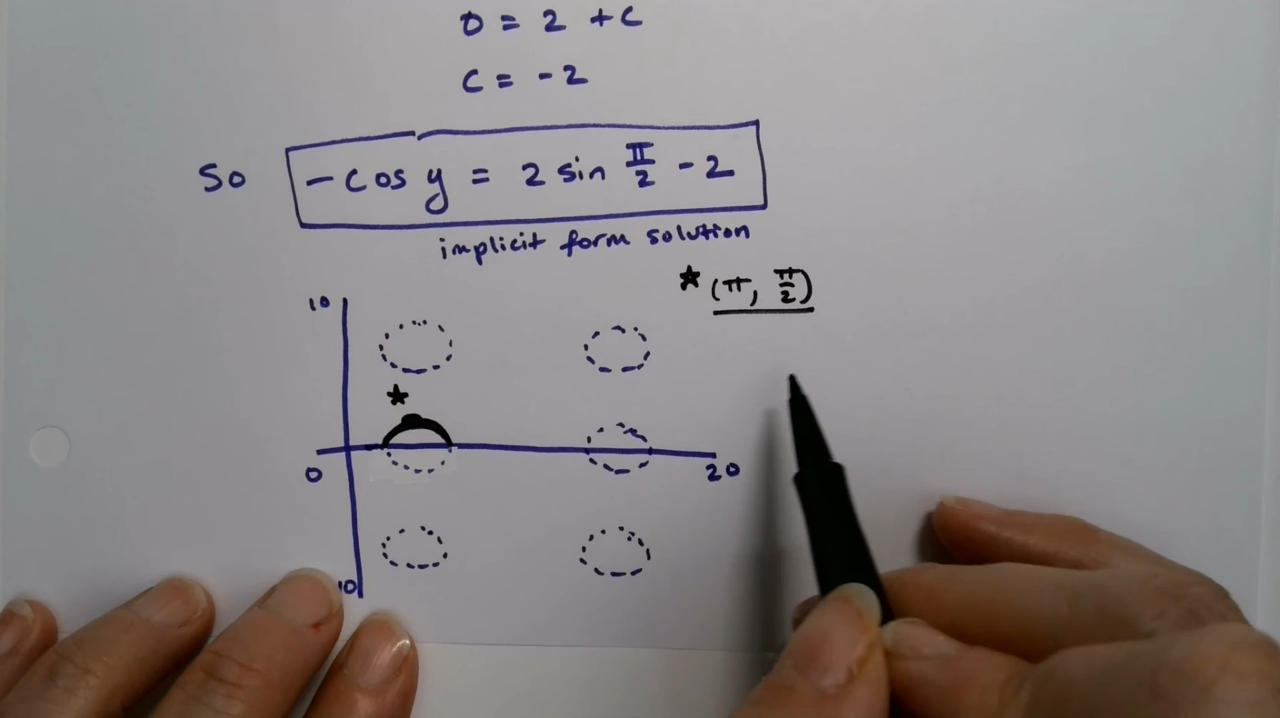 0 = 2 + C
C = -2
So -cos y = 2 sin π/2 - 2
implicit form solution
★ (π, π/2)
10
★
0
20
10